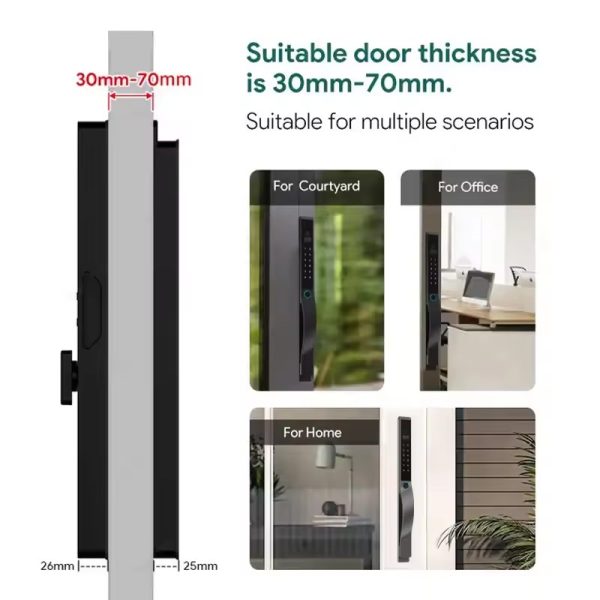 30mm-70mm
Suitable door thickness
is 30mm-70mm.
Suitable for multiple scenarios
For Courtyard
For Office
For Home
26mm
25mm